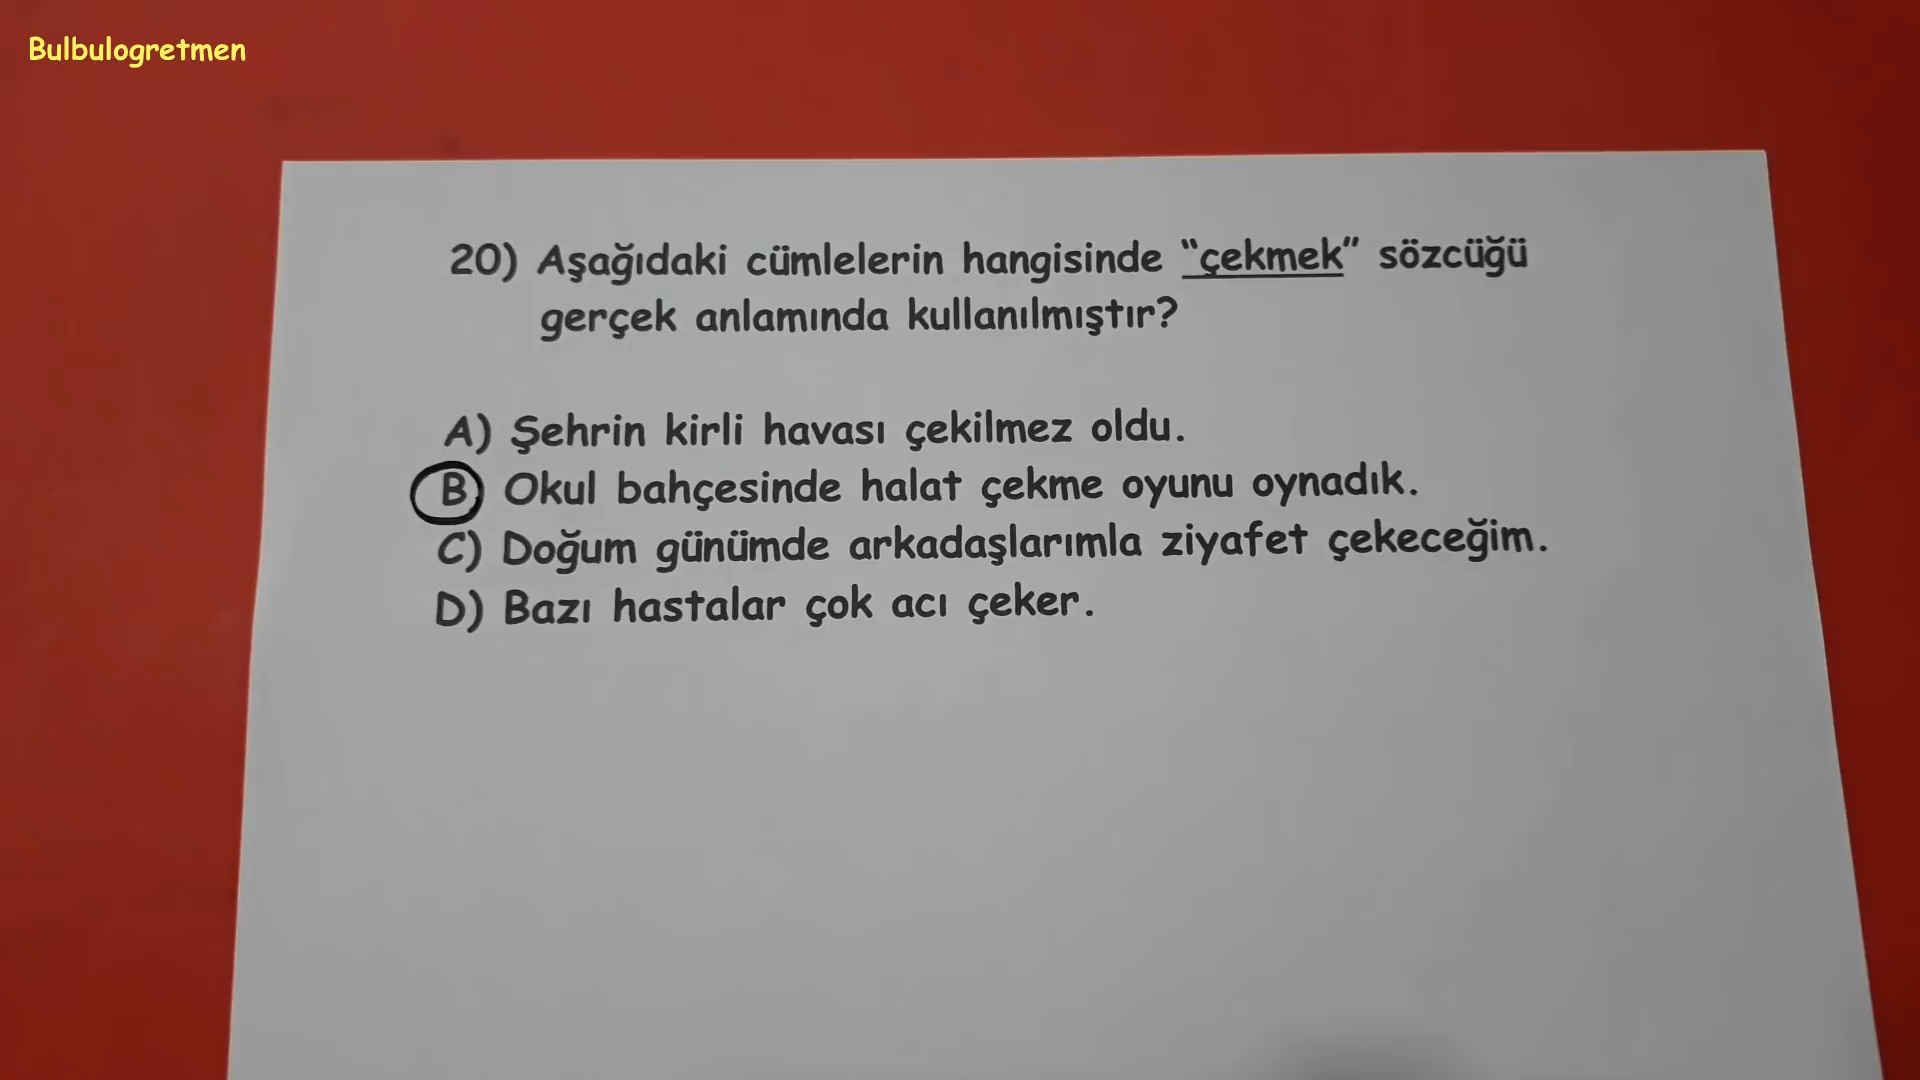 Bulbulogretmen
20) Aşağıdaki cümlelerin hangisinde “çekmek” sözcüğü
gerçek anlamında kullanılmıştır?
A) Şehrin kirli havası çekilmez oldu.
B) Okul bahçesinde halat çekme oyunu oynadık.
C) Doğum günümde arkadaşlarımla ziyafet çekeceğim.
D) Bazı hastalar çok acı çeker.